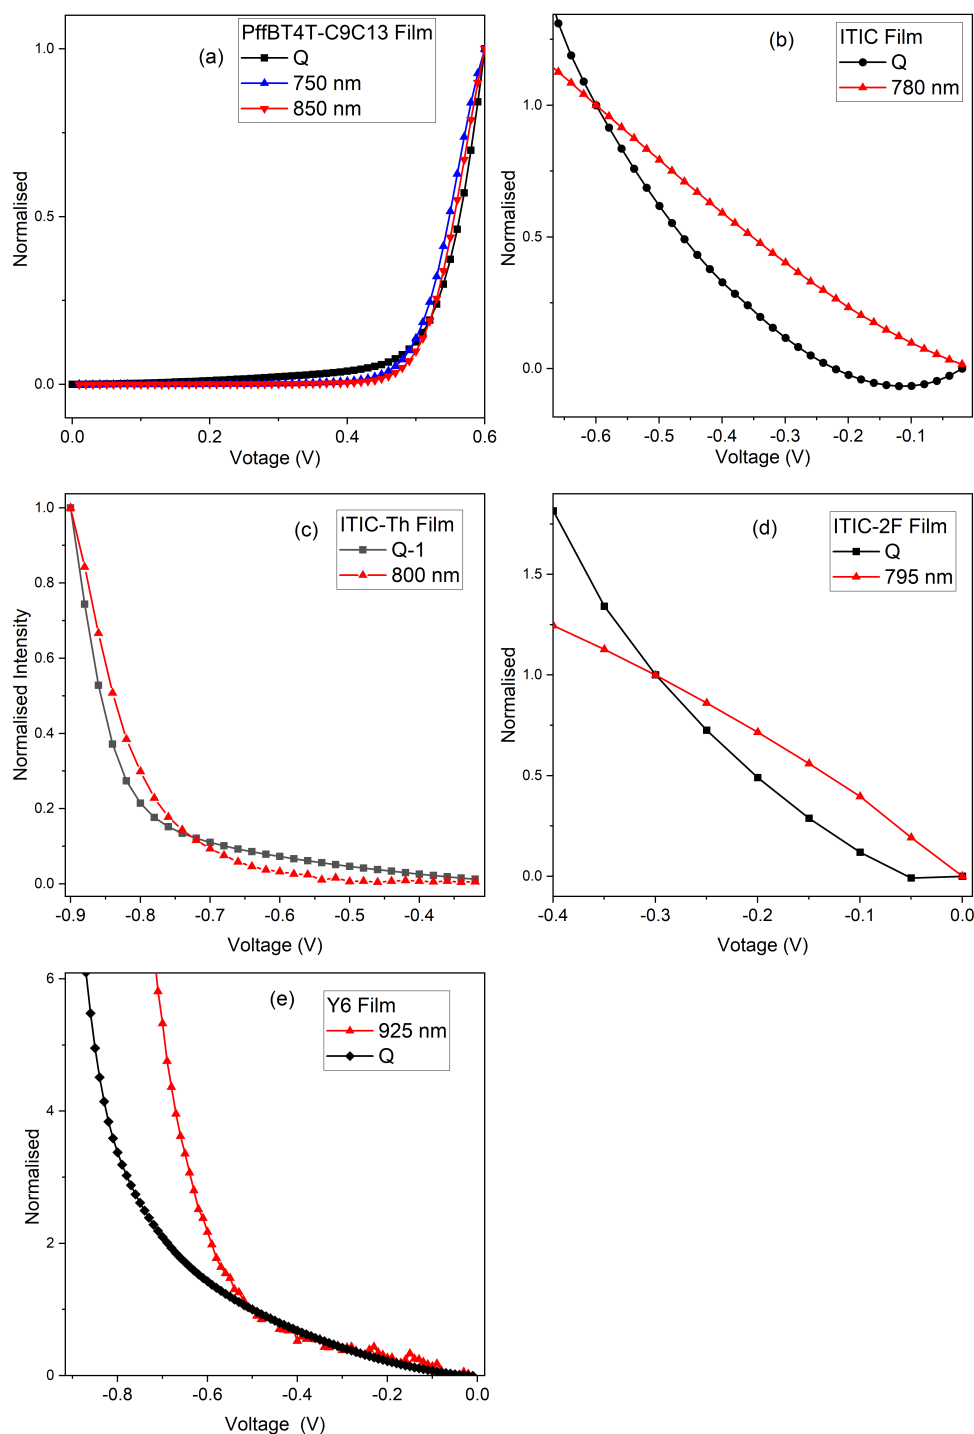 (a)
PffBT4T-C9C13 Film
Q
750 nm
850 nm
1.0
0.5
0.0
Normalised
0.0 0.2 0.4 0.6
Votage (V)
(b)
ITIC Film
Q
780 nm
1.0
0.5
0.0
Normalised
-0.6 -0.5 -0.4 -0.3 -0.2 -0.1
Voltage (V)
(c)
ITIC-Th Film
Q-1
800 nm
1.0
0.8
0.6
0.4
0.2
0.0
Normalised Intensity
-0.9 -0.8 -0.7 -0.6 -0.5 -0.4
Voltage (V)
(d)
ITIC-2F Film
Q
795 nm
1.5
1.0
0.5
0.0
Normalised
-0.4 -0.3 -0.2 -0.1 0.0
Votage (V)
(e)
Y6 Film
925 nm
Q
6
4
2
0
Normalised
-0.8 -0.6 -0.4 -0.2 0.0
Voltage (V)